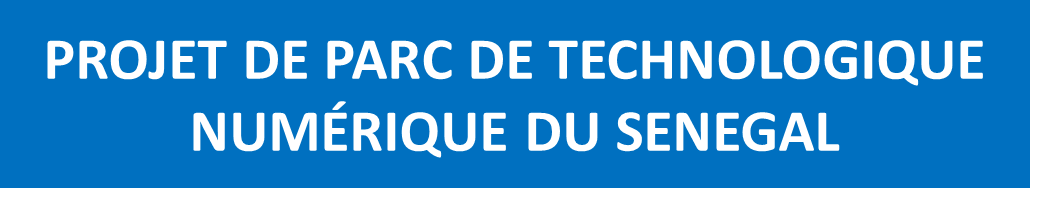 PROJET DE PARC DE TECHNOLOGIQUE
NUMÉRIQUE DU SENEGAL